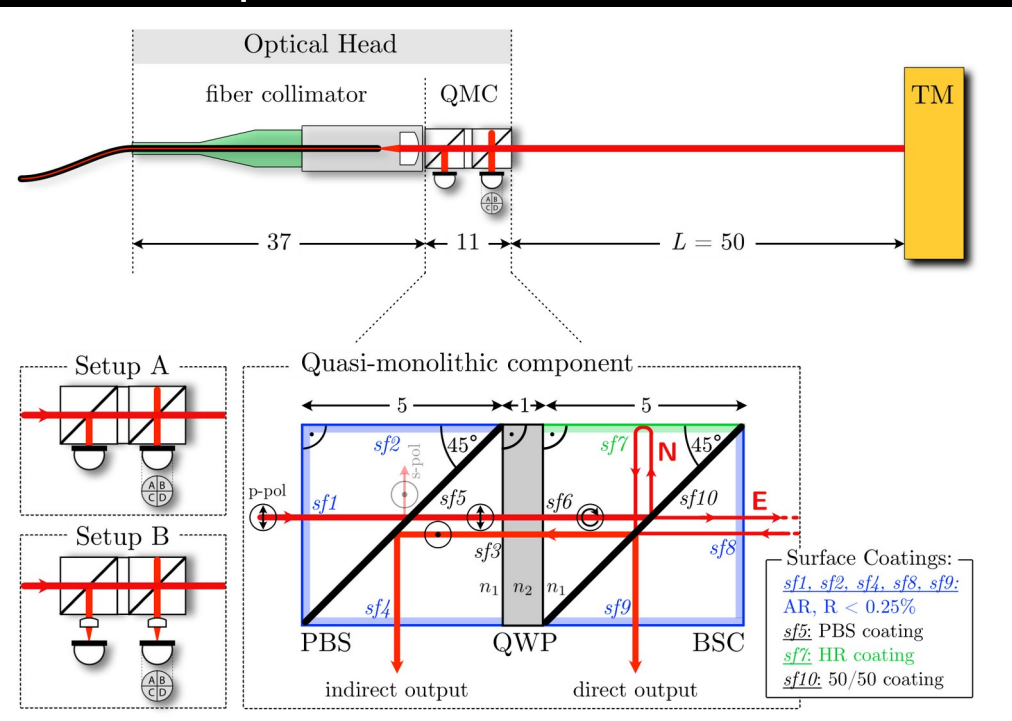 Optical Head
fiber collimator
QMC
TM
A B
C D
37
11
L = 50
Setup A
A B
C D
Setup B
A B
C D
Quasi-monolithic component
5
1
5
sf2
45°
s-pol
sf7
N
45°
p-pol
sf1
sf5
sf6
sf10
E
sf3
sf8
n1
n2
n1
sf4
sf9
PBS
QWP
BSC
indirect output
direct output
Surface Coatings:
sf1, sf2, sf4, sf8, sf9:
AR, R < 0.25%
sf5: PBS coating
sf7: HR coating
sf10: 50/50 coating